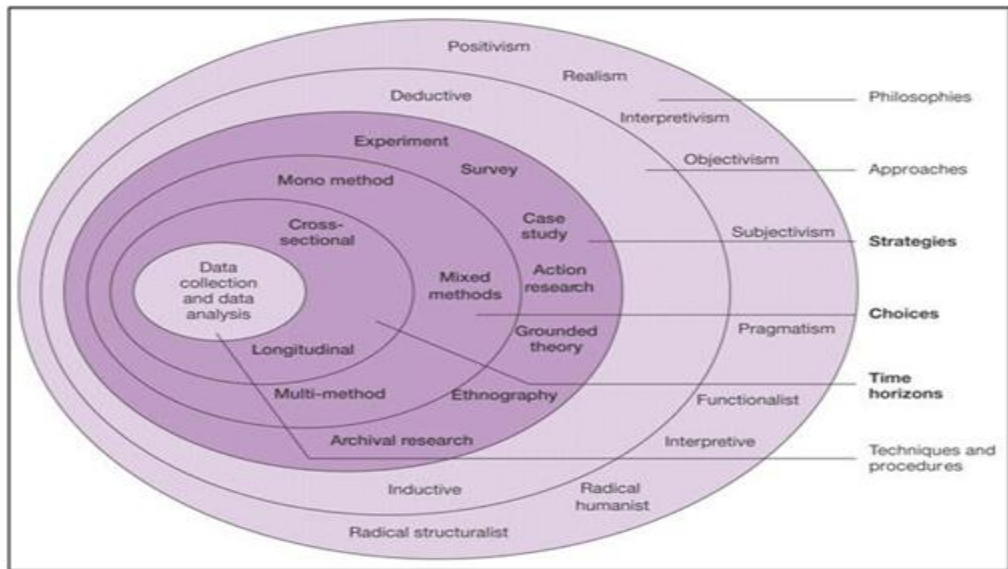 Positivism
Realism
Philosophies
Deductive
Interpretivism
Experiment
Objectivism
Approaches
Survey
Mono method
Cross-
sectional
Case
study
Subjectivism
Strategies
Data
collection
and data
analysis
Mixed
methods
Action
research
Choices
Grounded
theory
Pragmatism
Longitudinal
Time
horizons
Multi-method
Ethnography
Functionalist
Archival research
Interpretive
Techniques and
procedures
Inductive
Radical
humanist
Radical structuralist